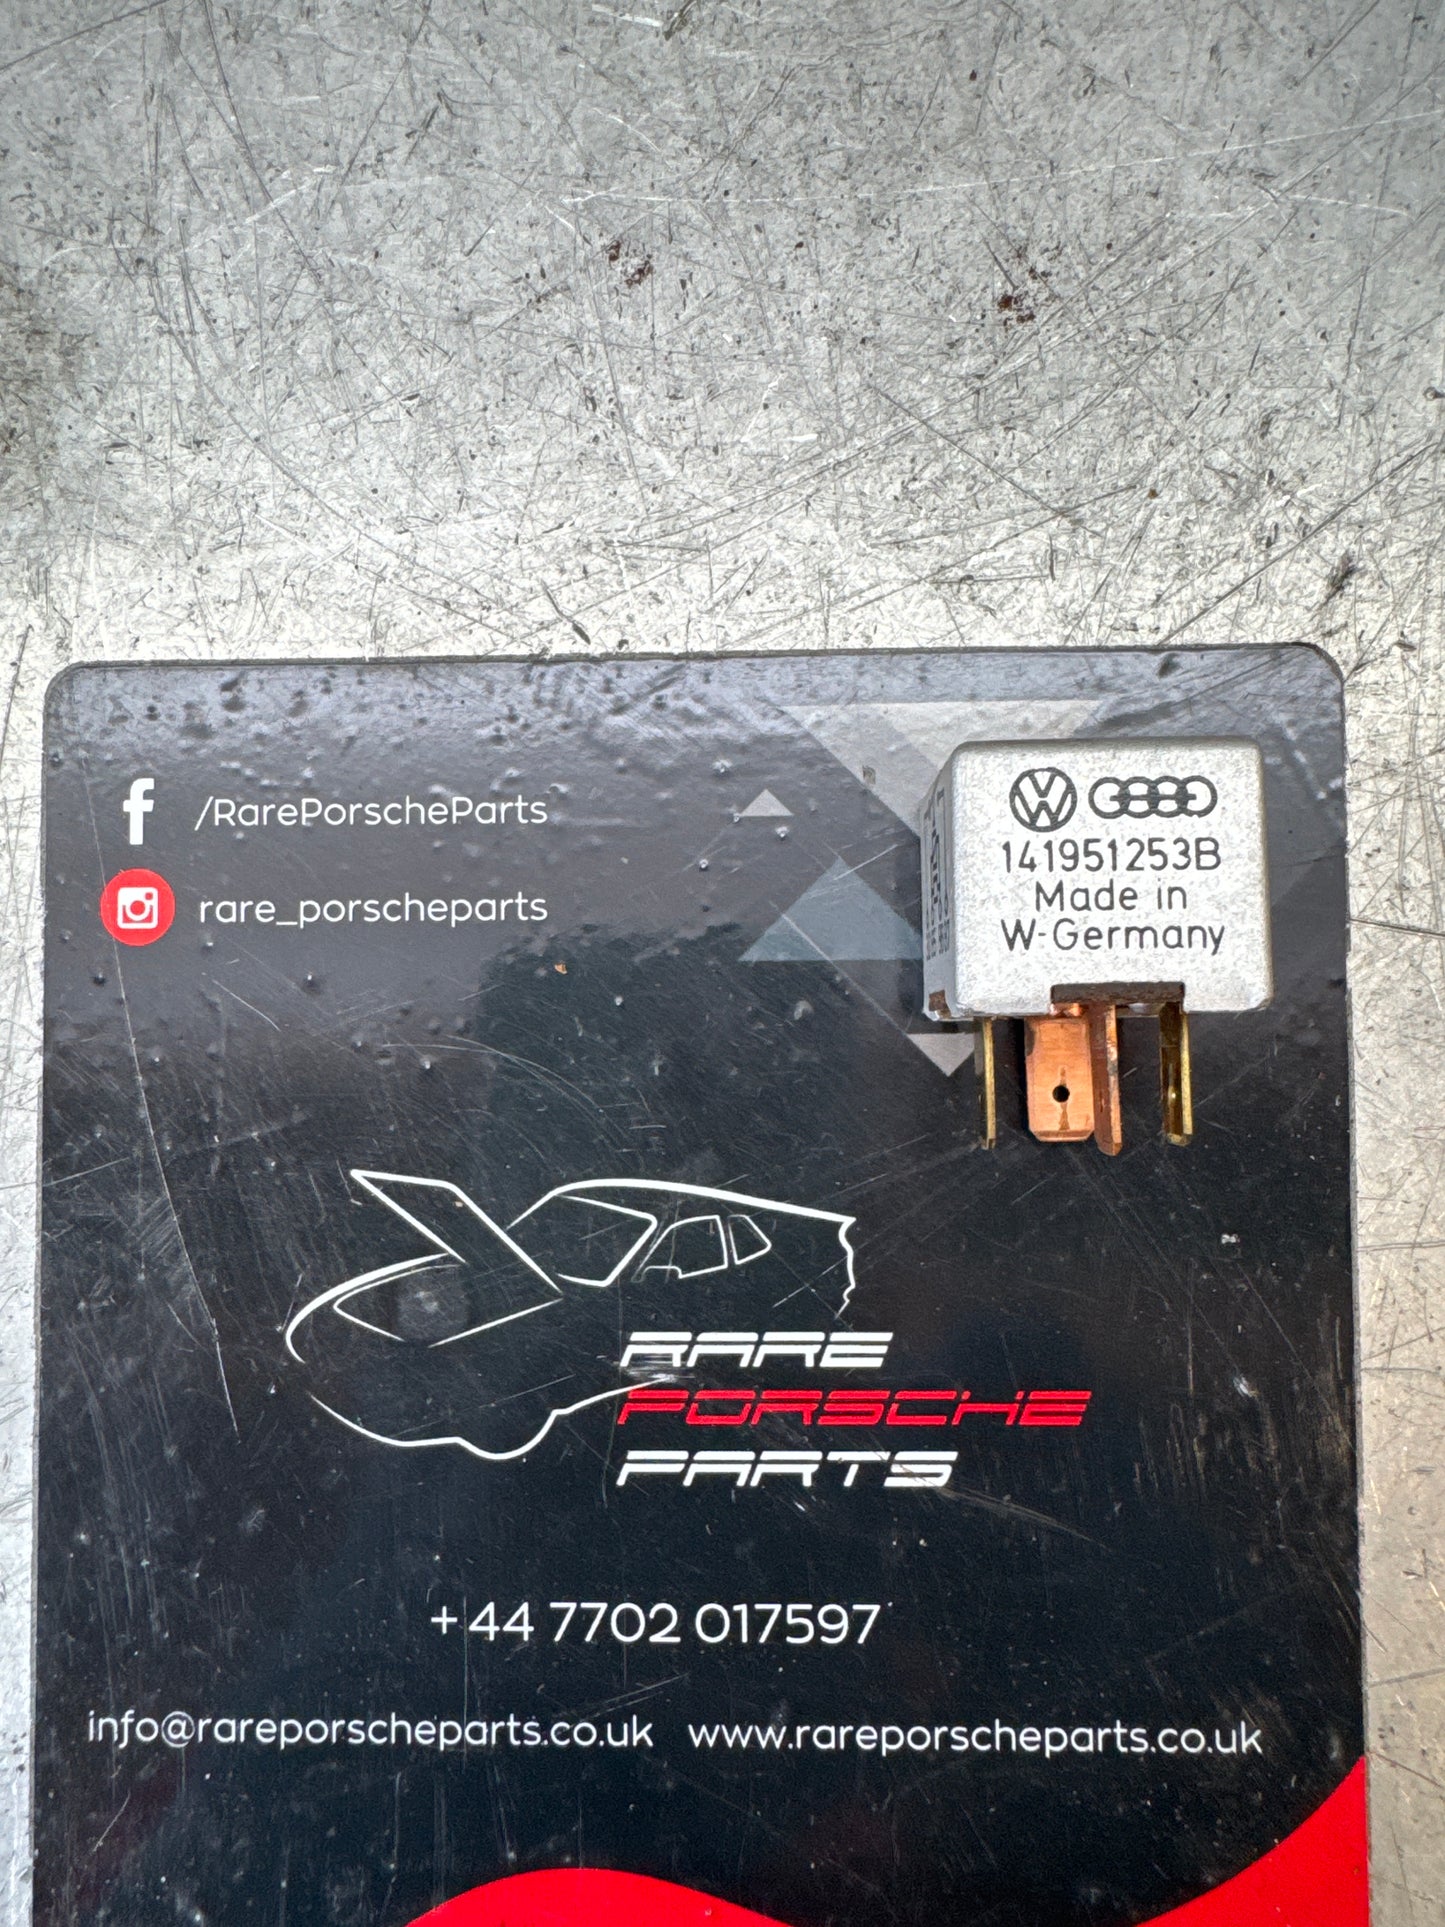 /RarePorscheParts
rare_porscheparts
141951253B
Made in
W-Germany
RARE
PORSCHE
PARTS
+44 7702 017597
info@rareporscheparts.co.uk www.rareporscheparts.co.uk